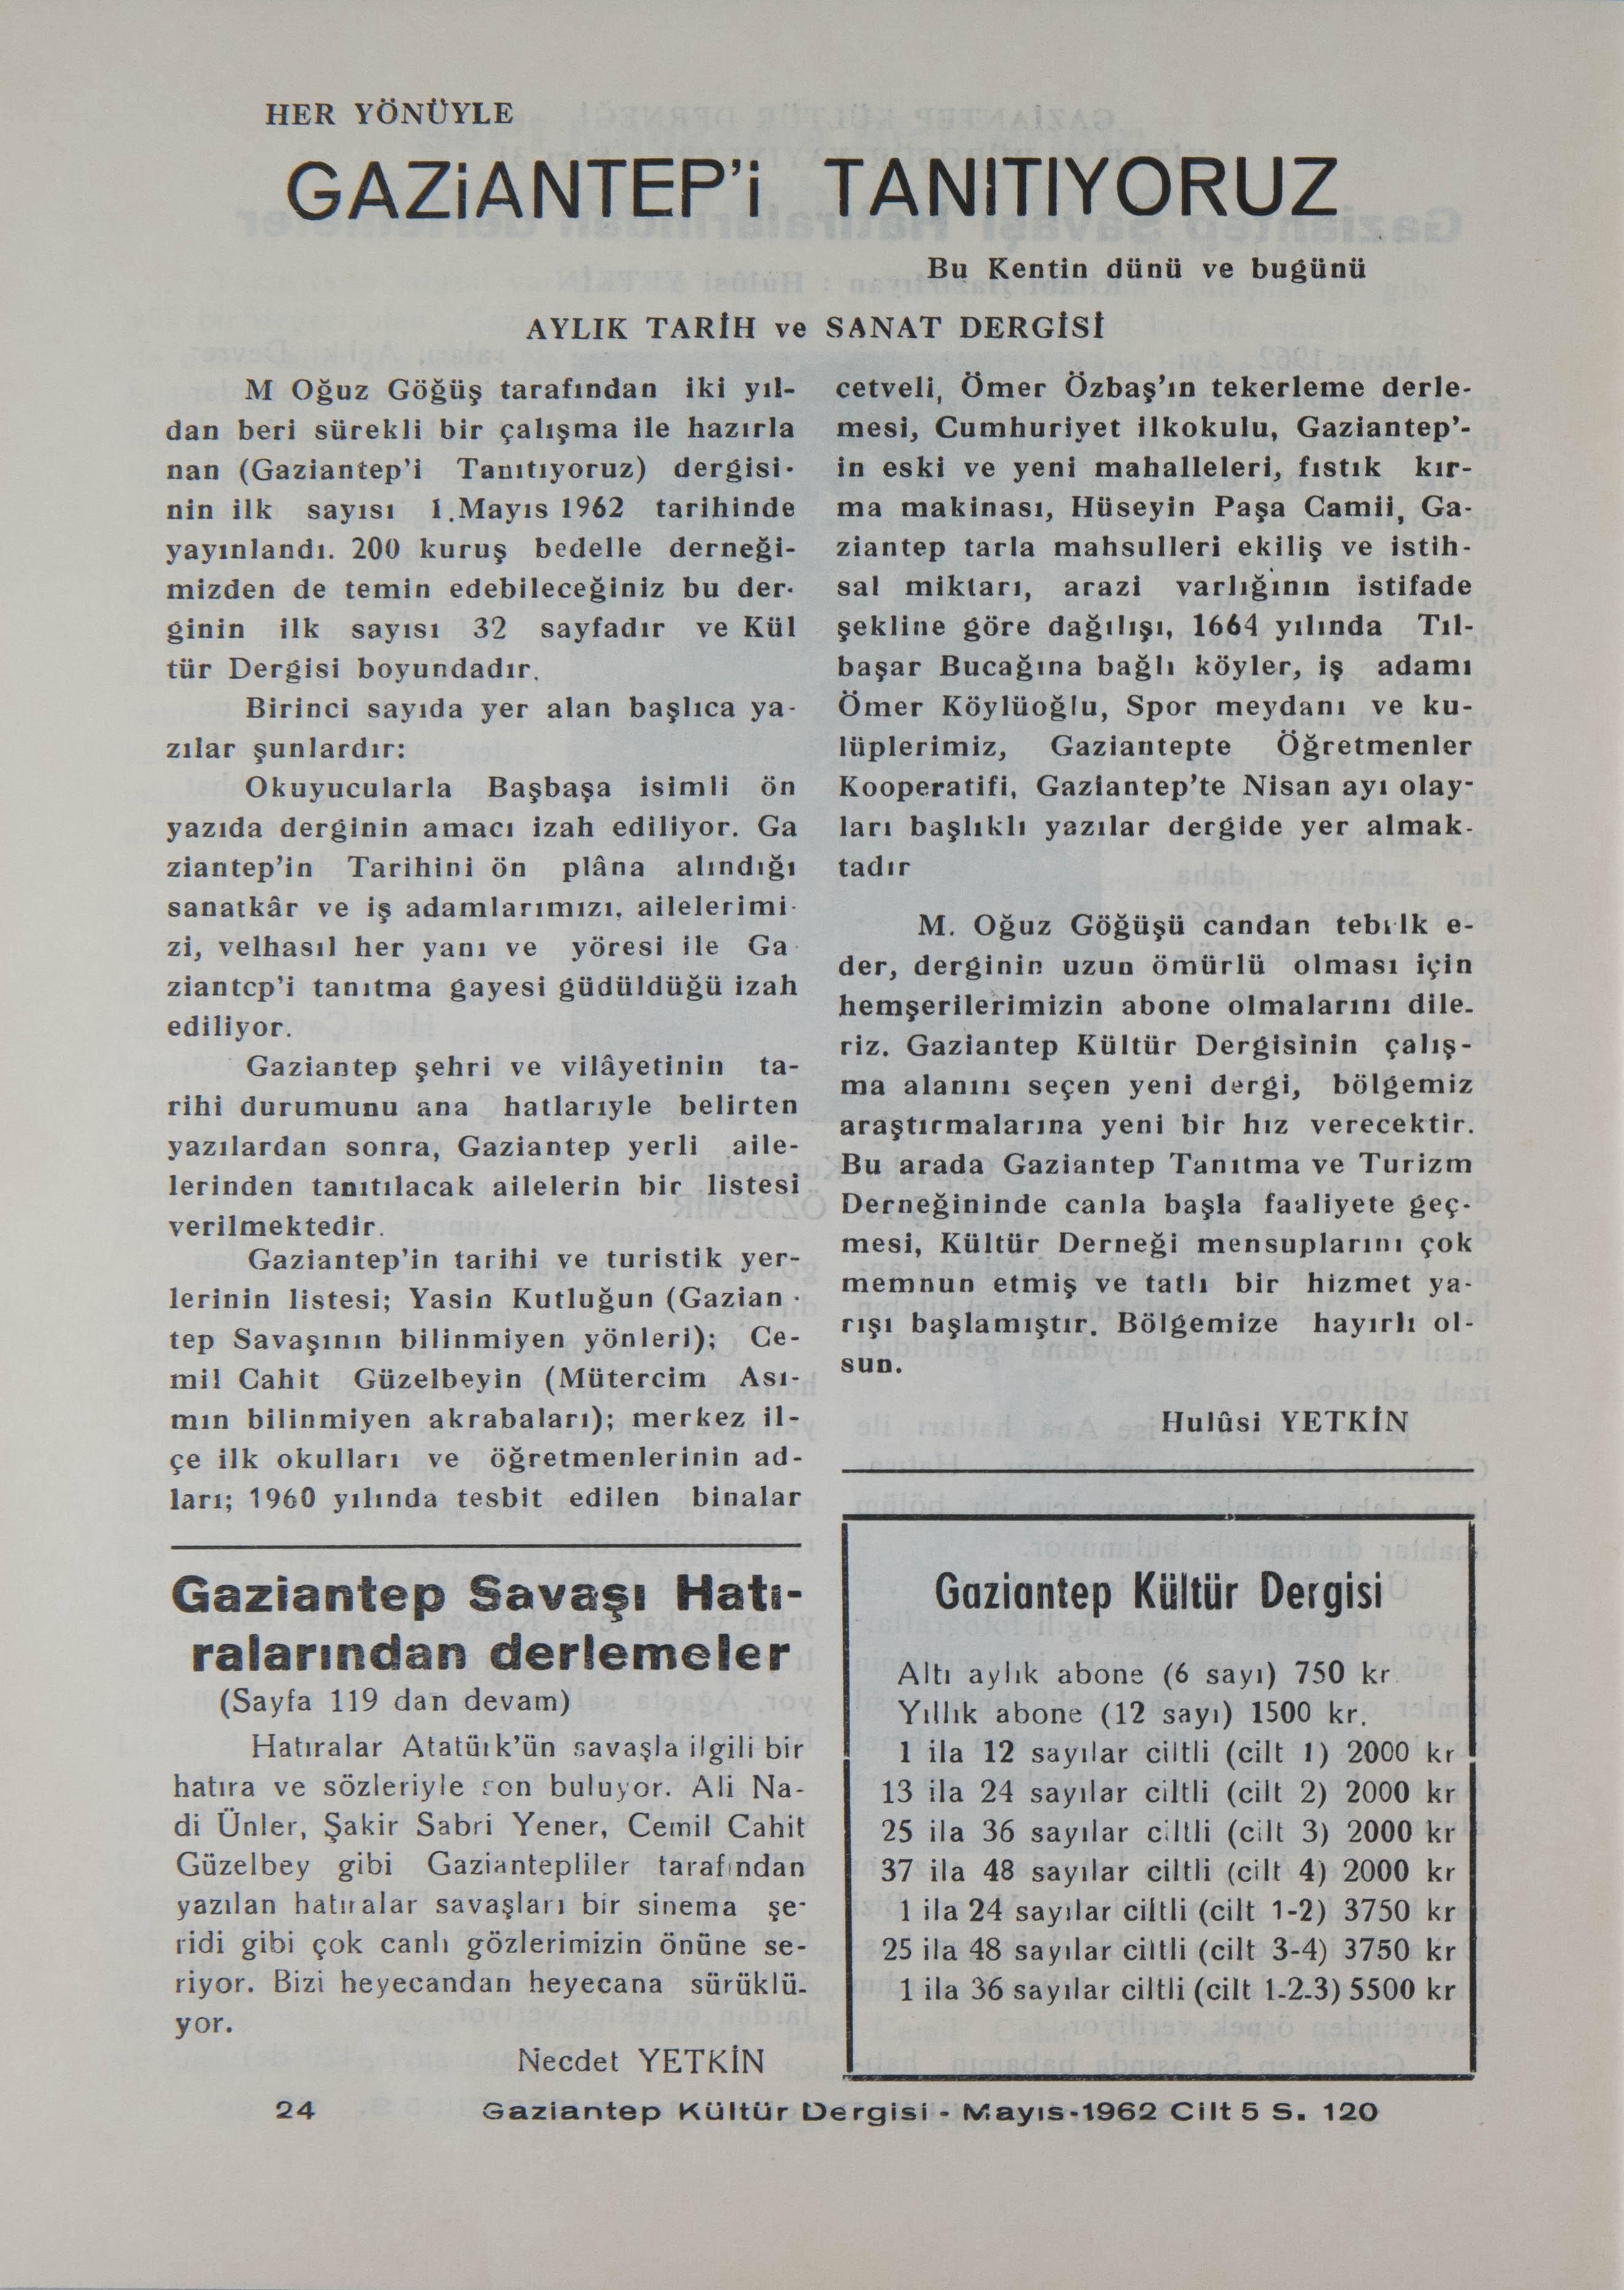 HER YÖNÜYLE
GAZiANTEP'i TANITIYORUZ
Bu Kentin dünü ve bugünü
AYLIK TARİH ve SANAT DERGİSİ
M Oğuz Göğüş tarafından iki yıl-
dan beri sürekli bir çalışma ile hazırla
nan (Gaziantep'i Tanıtıyoruz) dergisi-
nin ilk sayısı 1.Mayıs 1962 tarihinde
yayınlandı. 200 kuruş bedelle derneği-
mizden de temin edebileceğiniz bu der-
ginin ilk sayısı 32 sayfadır ve Kül
tür Dergisi boyundadır.
Birinci sayıda yer alan başlıca ya-
zılar şunlardır:
Okuyucularla Başbaşa isimli ön
yazıda derginin amacı izah ediliyor. Ga
ziantep'in Tarihini ön plâna alındığı
sanatkâr ve iş adamlarımızı, ailelerimi-
zi, velhasıl her yanı ve yöresi ile Ga-
ziantcp'i tanıtma gayesi güdüldüğü izah
ediliyor.
Gaziantep şehri ve vilâyetinin ta-
rihi durumunu ana hatlarıyle belirten
yazılardan sonra, Gaziantep yerli aile-
lerinden tanıtılacak ailelerin bir listesi
verilmektedir.
Gaziantep'in tarihi ve turistik yer-
lerinin listesi; Yasin Kutluğun (Gazian-
tep Savaşının bilinmiyen yönleri); Ce-
mil Cahit Güzelbeyin (Mütercim Ası-
mın bilinmiyen akrabaları); merkez il-
çe ilk okulları ve öğretmenlerinin ad-
ları; 1960 yılında tesbit edilen binalar
cetveli, Ömer Özbaş'ın tekerleme derle-
mesi, Cumhuriyet ilkokulu, Gaziantep'-
in eski ve yeni mahalleleri, fıstık kır-
ma makinası, Hüseyin Paşa Camii, Ga-
ziantep tarla mahsulleri ekiliş ve istih-
sal miktarı, arazi varlığının istifade
şekline göre dağılışı, 1664 yılında Tıl-
başar Bucağına bağlı köyler, iş adamı
Ömer Köylüoğlu, Spor meydanı ve ku-
lüplerimiz, Gaziantepte Öğretmenler
Kooperatifi, Gaziantep'te Nisan ayı olay-
ları başlıklı yazılar dergide yer almak-
tadır
M. Oğuz Göğüşü candan tebılk e-
der, derginin uzun ömürlü olması için
hemşerilerimizin abone olmalarını dile-
riz. Gaziantep Kültür Dergisinin çalış-
ma alanını seçen yeni dergi, bölgemiz
araştırmalarına yeni bir hız verecektir.
Bu arada Gaziantep Tanıtma ve Turizm
Derneğininde canla başla faaliyete geç-
mesi, Kültür Derneği mensuplarını çok
memnun etmiş ve tatlı bir hizmet ya-
rışı başlamıştır. Bölgemize hayırlı ol-
sun.
Hulûsi YETKİN
Gaziantep Savaşı Hatı-
ralarından derlemeler
(Sayfa 119 dan devam)
Hatıralar Atatürk'ün savaşla ilgili bir
hatıra ve sözleriyle son buluyor. Ali Na-
di Ünler, Şakir Sabri Yener, Cemil Cahit
Güzelbey gibi Gaziantepliler tarafından
yazılan hatıralar savaşları bir sinema şe-
ridi gibi çok canlı gözlerimizin önüne se-
riyor. Bizi heyecandan heyecana sürüklü-
yor.
Necdet YETKİN
Gaziantep Kültür Dergisi
Altı aylık abone (6 sayı) 750 kr.
Yıllık abone (12 sayı) 1500 kr.
1 ila 12 sayılar ciltli (cilt 1) 2000 kr
13 ila 24 sayılar ciltli (cilt 2) 2000 kr
25 ila 36 sayılar ciltli (cilt 3) 2000 kr
37 ila 48 sayılar ciltli (cilt 4) 2000 kr
1 ila 24 sayılar ciltli (cilt 1-2) 3750 kr
25 ila 48 sayılar ciltli (cilt 3-4) 3750 kr
1 ila 36 sayılar ciltli (cilt 1-2-3) 5500 kr
24 Gaziantep Kültür Dergisi - Mayıs-1962 Cilt 5 S. 120